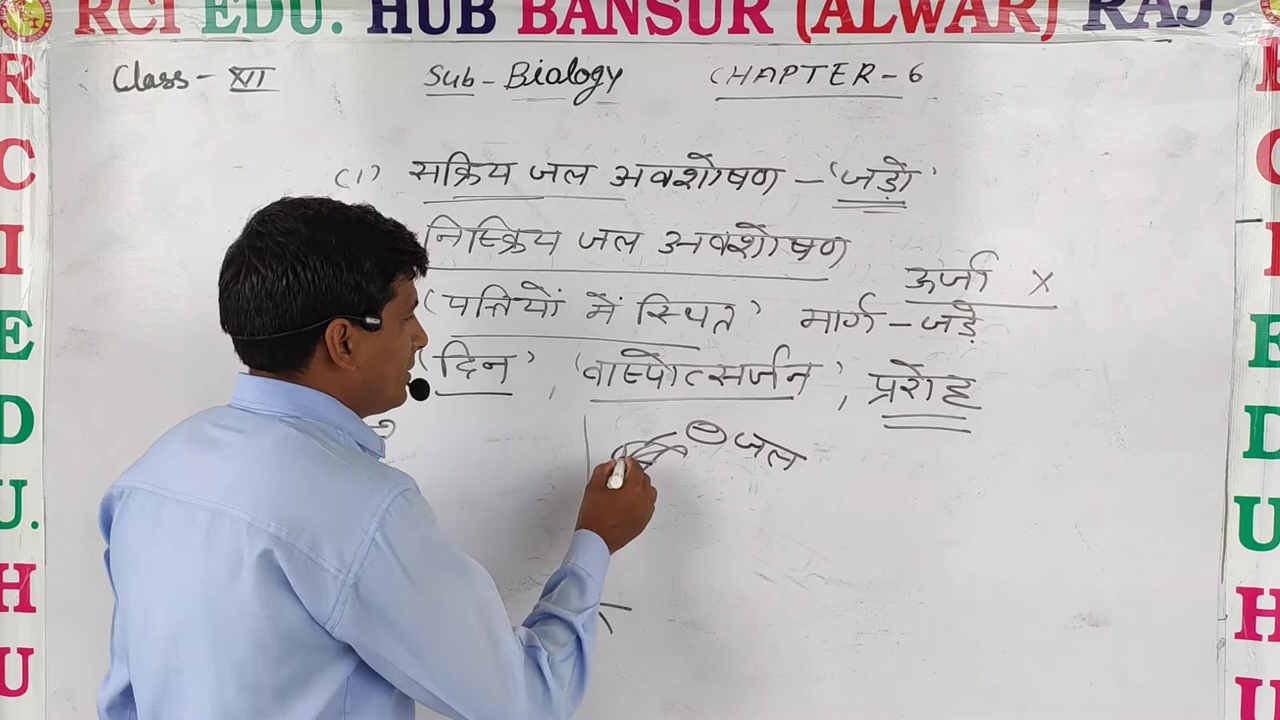 RCI EDU. HUB BANSUR (ALWAR) RAJ.
Class - XII Sub - Biology CHAPTER - 6
(1) सक्रिय जल अवशोषण - 'जड़ों'
निष्क्रिय जल अवशोषण
ऊर्जा x
(पत्तियों में स्थित) मार्ग - जड़े
'दिन', 'वाष्पोत्सर्जन', प्ररोह
जल
R C I E D U. H U
R C I E D U H U